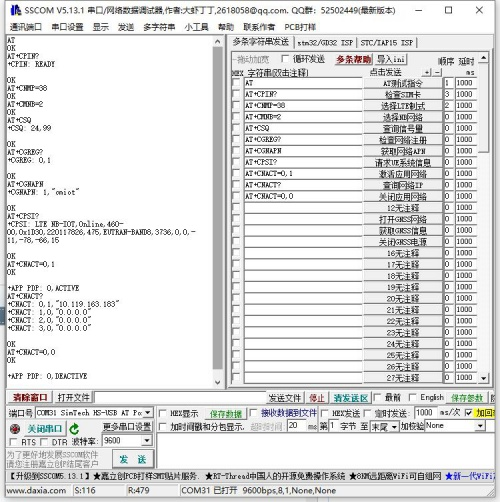 SSCOM V5.13.1 串口/网络数据调试器,作者:大虾丁丁,2618058@qq.com. QQ群: 52502449(最新版本)
通讯端口 串口设置 显示 发送 多字符串 小工具 帮助 联系作者 PCB打样
AT
OK
AT+CPIN?
+CPIN: READY
OK
AT+CNMP=38
OK
AT+CMNB=2
OK
AT+CSQ
+CSQ: 24,99
OK
AT+CGREG?
+CGREG: 0,1
OK
AT+CGNAPN
+CGNAPN: 1,"cmiot"
OK
AT+CPSI?
+CPSI: LTE NB-IOT,Online,460-
00,0x1D30,220117826,475,EUTRAN-BAND8,3736,0,0,-
11,-78,-66,15
OK
AT+CNACT=0,1
OK
+APP PDP: 0,ACTIVE
AT+CNACT?
+CNACT: 0,1,"10.119.163.163"
+CNACT: 1,0,"0.0.0.0"
+CNACT: 2,0,"0.0.0.0"
+CNACT: 3,0,"0.0.0.0"
OK
AT+CNACT=0,0
OK
+APP PDP: 0,DEACTIVE
多条字符串发送 stm32/GD32 ISP STC/IAP15 ISP
拖动加宽 循环发送 多条帮助 导入ini 顺序 延时
HEX 字符串(双击注释) 点击发送 + - ms
AT AT测试指令 1 1000
AT+CPIN? 检查SIM卡 3 1000
AT+CNMP=38 选择LTE制式 2 1000
AT+CMNB=2 选择NB网络 0 1000
AT+CSQ 查询信号量 0 1000
AT+CGREG? 检查网络注册 0 1000
AT+CGNAPN 获取网络APN 0 1000
AT+CPSI? 请求UE系统信息 0 1000
AT+CNACT=0,1 激活应用网络 0 1000
AT+CNACT? 查询网络IP 0 1000
AT+CNACT=0,0 关闭应用网络 0 1000
12无注释 0 1000
打开GNSS网络 0 1000
获取GNSS信息 0 1000
关闭GNSS电源 0 1000
16无注释 0 1000
17无注释 0 1000
18无注释 0 1000
19无注释 0 1000
20无注释 0 1000
21无注释 0 1000
22无注释 0 1000
23无注释 0 1000
24无注释 0 1000
25无注释 0 1000
26无注释 0 1000
27无注释 0 1000
清除窗口 打开文件 发送文件 停止 清发送区 最前 English 保存参数
端口号 COM31 SimTech HS-USB AT Po HEX显示 保存数据 接收数据到文件 HEX发送 定时发送: 1000 ms/次 加回
关闭串口 更多串口设置 加时间戳和分包显示, 超时时间: 20 ms 第 1 字节 至 末尾 加校验 None
RTS DTR 波特率: 9600
为了更好地发展SSCOM软件
请您注册嘉立创F结尾客户
发 送
【升级到SSCOM5.13.1】★嘉立创PCB打样SMT贴片服务. ★RT-Thread中国人的开源免费操作系统 ★8KM远距离WiFi可自组网 ★新一代WiFi
www.daxia.com S:116 R:479 COM31 已打开 9600bps,8,1,None,None